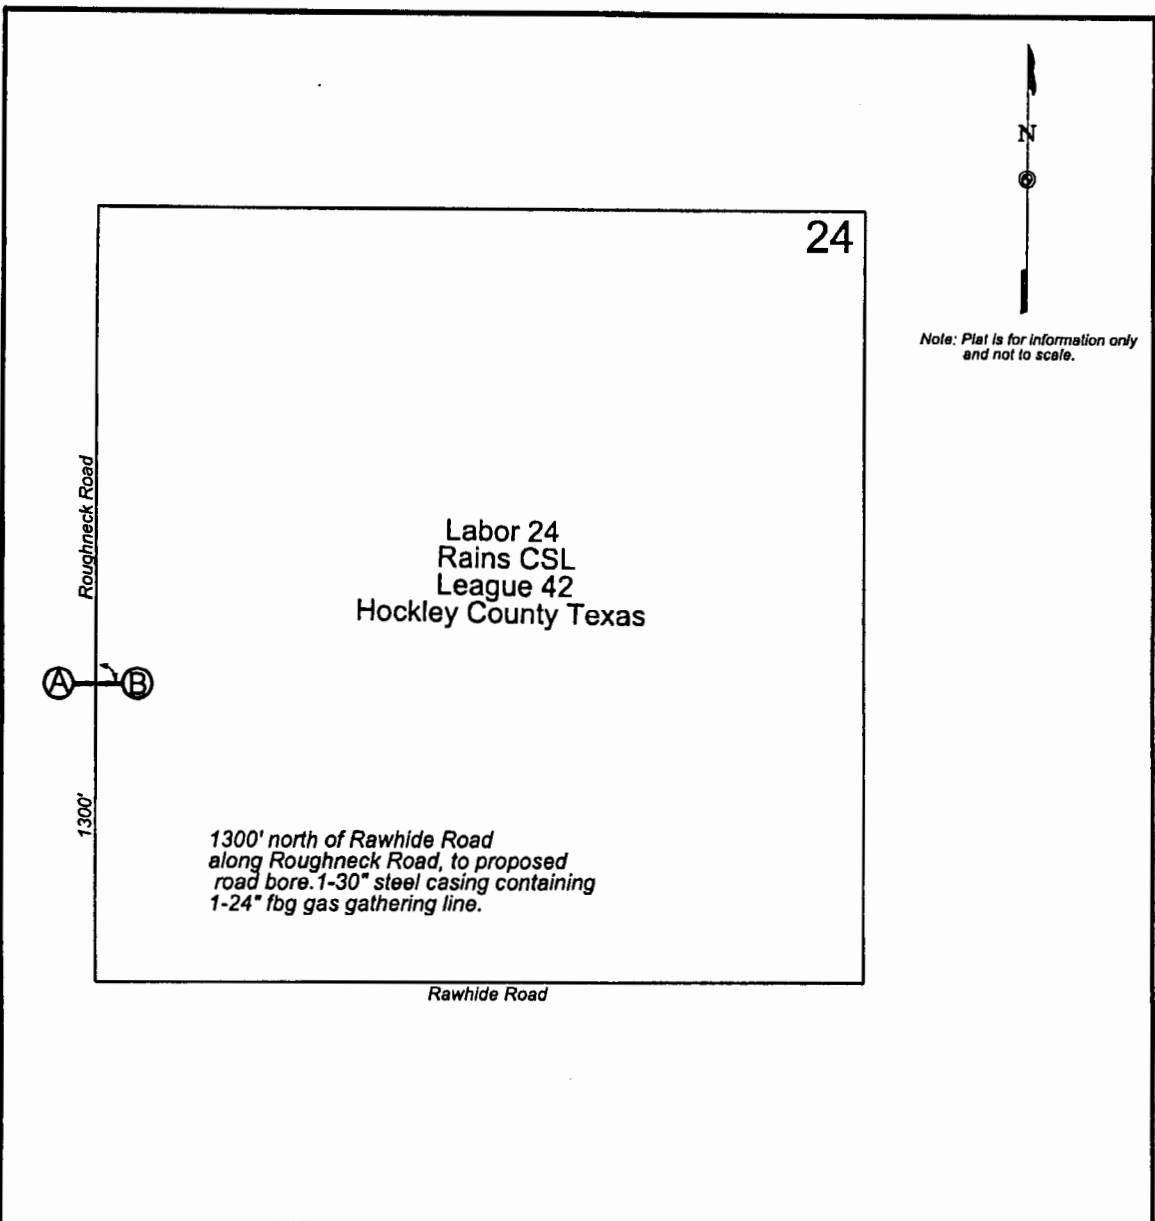 N
24
Note: Plat is for information only
and not to scale.
Roughneck Road
Labor 24
Rains CSL
League 42
Hockley County Texas
A
B
1300'
1300' north of Rawhide Road
along Roughneck Road, to proposed
road bore.1-30" steel casing containing
1-24" fbg gas gathering line.
Rawhide Road